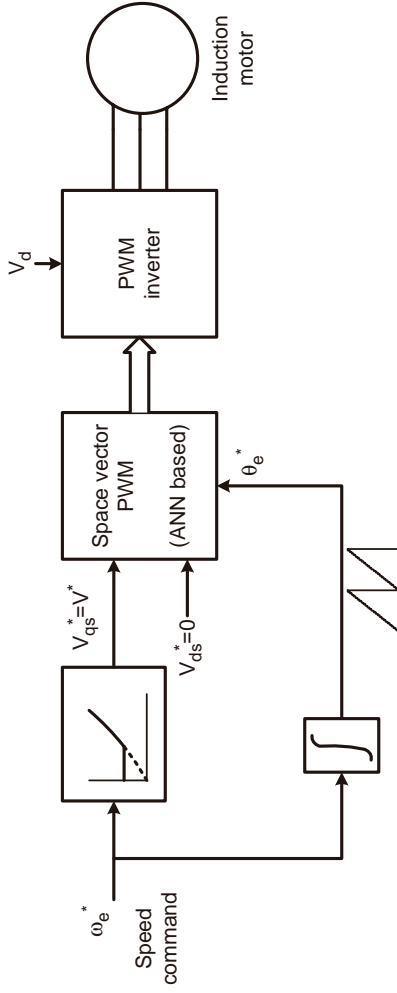 ω_e^*
Speed
command
V_qs^*=V^*
V_ds^*=0
Space vector
PWM
(ANN based)
θ_e^*
V_d
PWM
inverter
Induction
motor